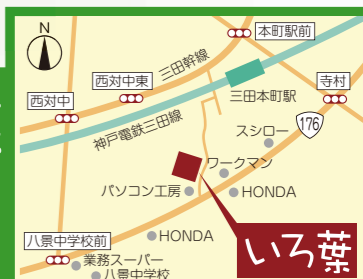 N
本町駅前
三田幹線
西対中東
三田本町駅
寺村
西対中
神戸電鉄三田線
176
スシロー
ワークマン
パソコン工房
HONDA
いろ葉
八景中学校前
HONDA
業務スーパー
八景中学校